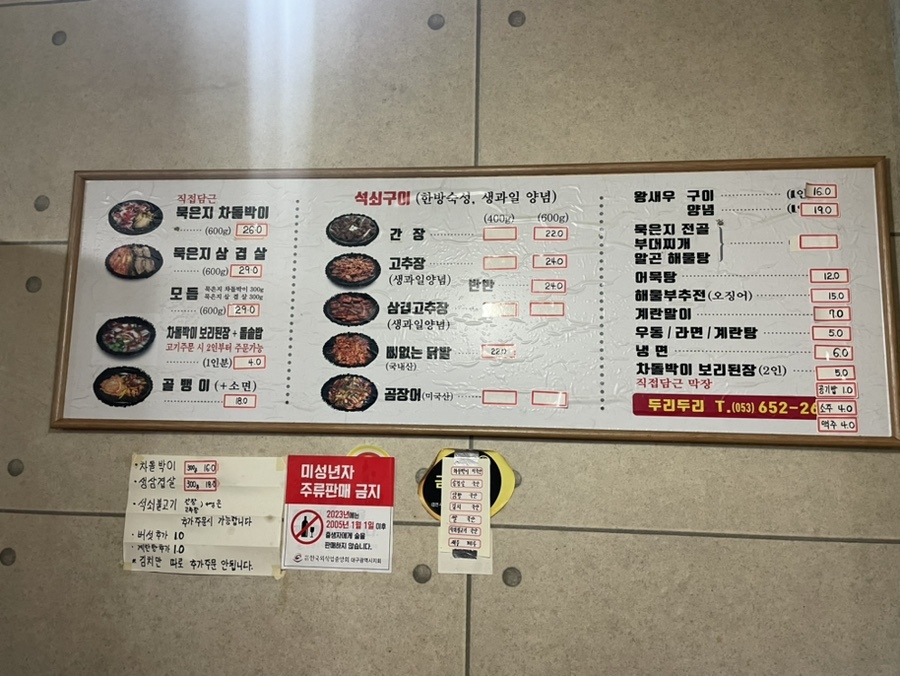 직접담근
묵은지 차돌박이
(600g) 26.0
묵은지 삼 겹 살
(600g) 29.0
모 듬 묵은지 차돌박이 300g
묵은지 삼 겹 살 300g
(600g) 29.0
차돌박이 보리된장 + 돌솥밥
고기주문 시 2인부터 주문가능
(1인분) 4.0
골 뱅 이 (+소면)
18.0
석쇠구이 (한방숙성, 생과일 양념)
(400g) (600g)
간 장 22.0
고추장 24.0
(생과일양념)
반반 24.0
삼겹고추장
(생과일양념)
뼈없는 닭발 22.0
(국내산)
곰장어(미국산)
왕새우 구이 16.0
양념 19.0
묵은지 전골
부대찌개
알곤 해물탕
어묵탕 12.0
해물부추전(오징어) 15.0
계란말이 7.0
우동 / 라면 / 계란탕 5.0
냉 면 6.0
차돌박이 보리된장(2인) 5.0
직접담근 막장
공기밥 1.0
두리두리 T.(053) 652-26
소주 4.0
맥주 4.0
·차돌박이 300g 16.0
·생삼겹살 300g 18.0
·석쇠불고기
추가주문시 가능합니다
·버섯추가 1.0
1.0
*김치만 따로 추가주문 안됩니다.
미성년자
주류판매 금지
2023년에는
2005년 1월 1일 이후
출생자에게 술을
판매하지 않습니다.
한국외식업중앙회 대구광역시지회